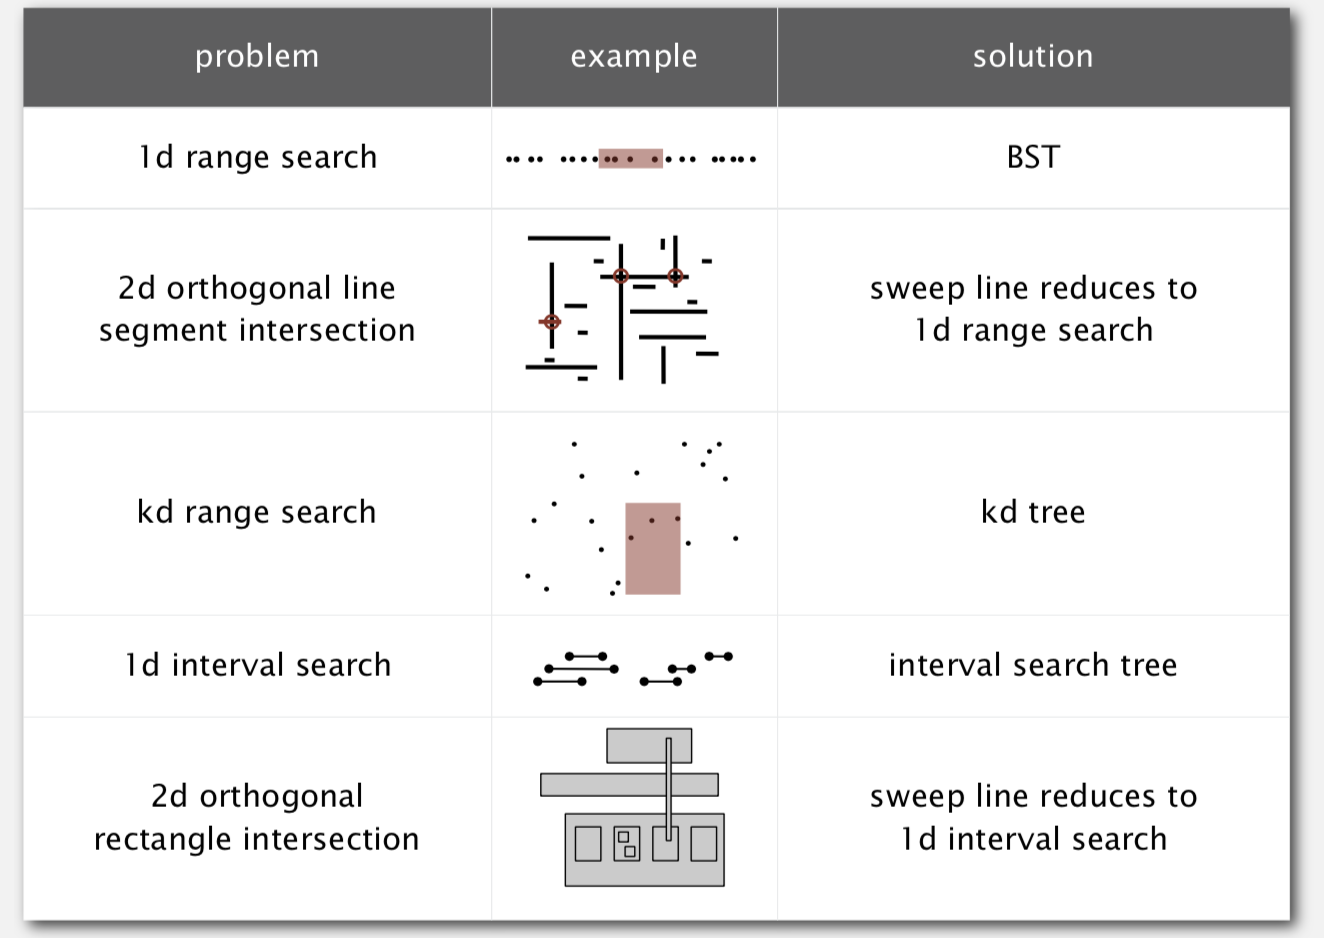 problem
example
solution
1d range search
BST
2d orthogonal line
segment intersection
sweep line reduces to
1d range search
kd range search
kd tree
1d interval search
interval search tree
2d orthogonal
rectangle intersection
sweep line reduces to
1d interval search